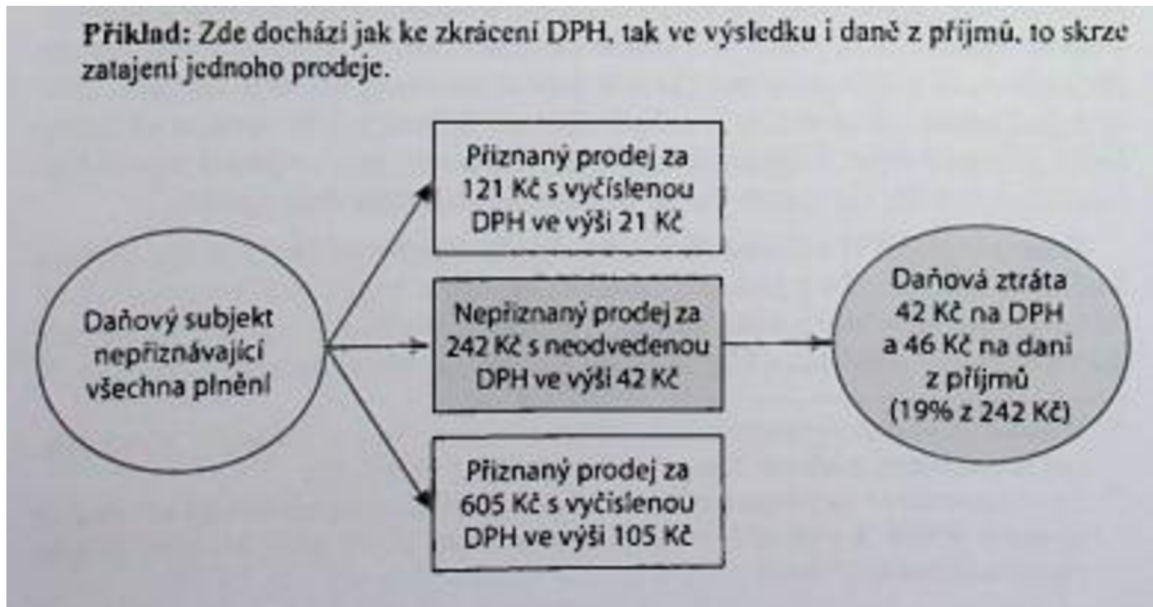 Příklad: Zde dochází jak ke zkrácení DPH, tak ve výsledku i daně z příjmů, to skrze
zatajení jednoho prodeje.
Daňový subjekt
nepřiznávající
všechna plnění
Přiznaný prodej za
121 Kč s vyčíslenou
DPH ve výši 21 Kč
Nepřiznaný prodej za
242 Kč s neodvedenou
DPH ve výši 42 Kč
Přiznaný prodej za
605 Kč s vyčíslenou
DPH ve výši 105 Kč
Daňová ztráta
42 Kč na DPH
a 46 Kč na dani
z příjmů
(19% z 242 Kč)